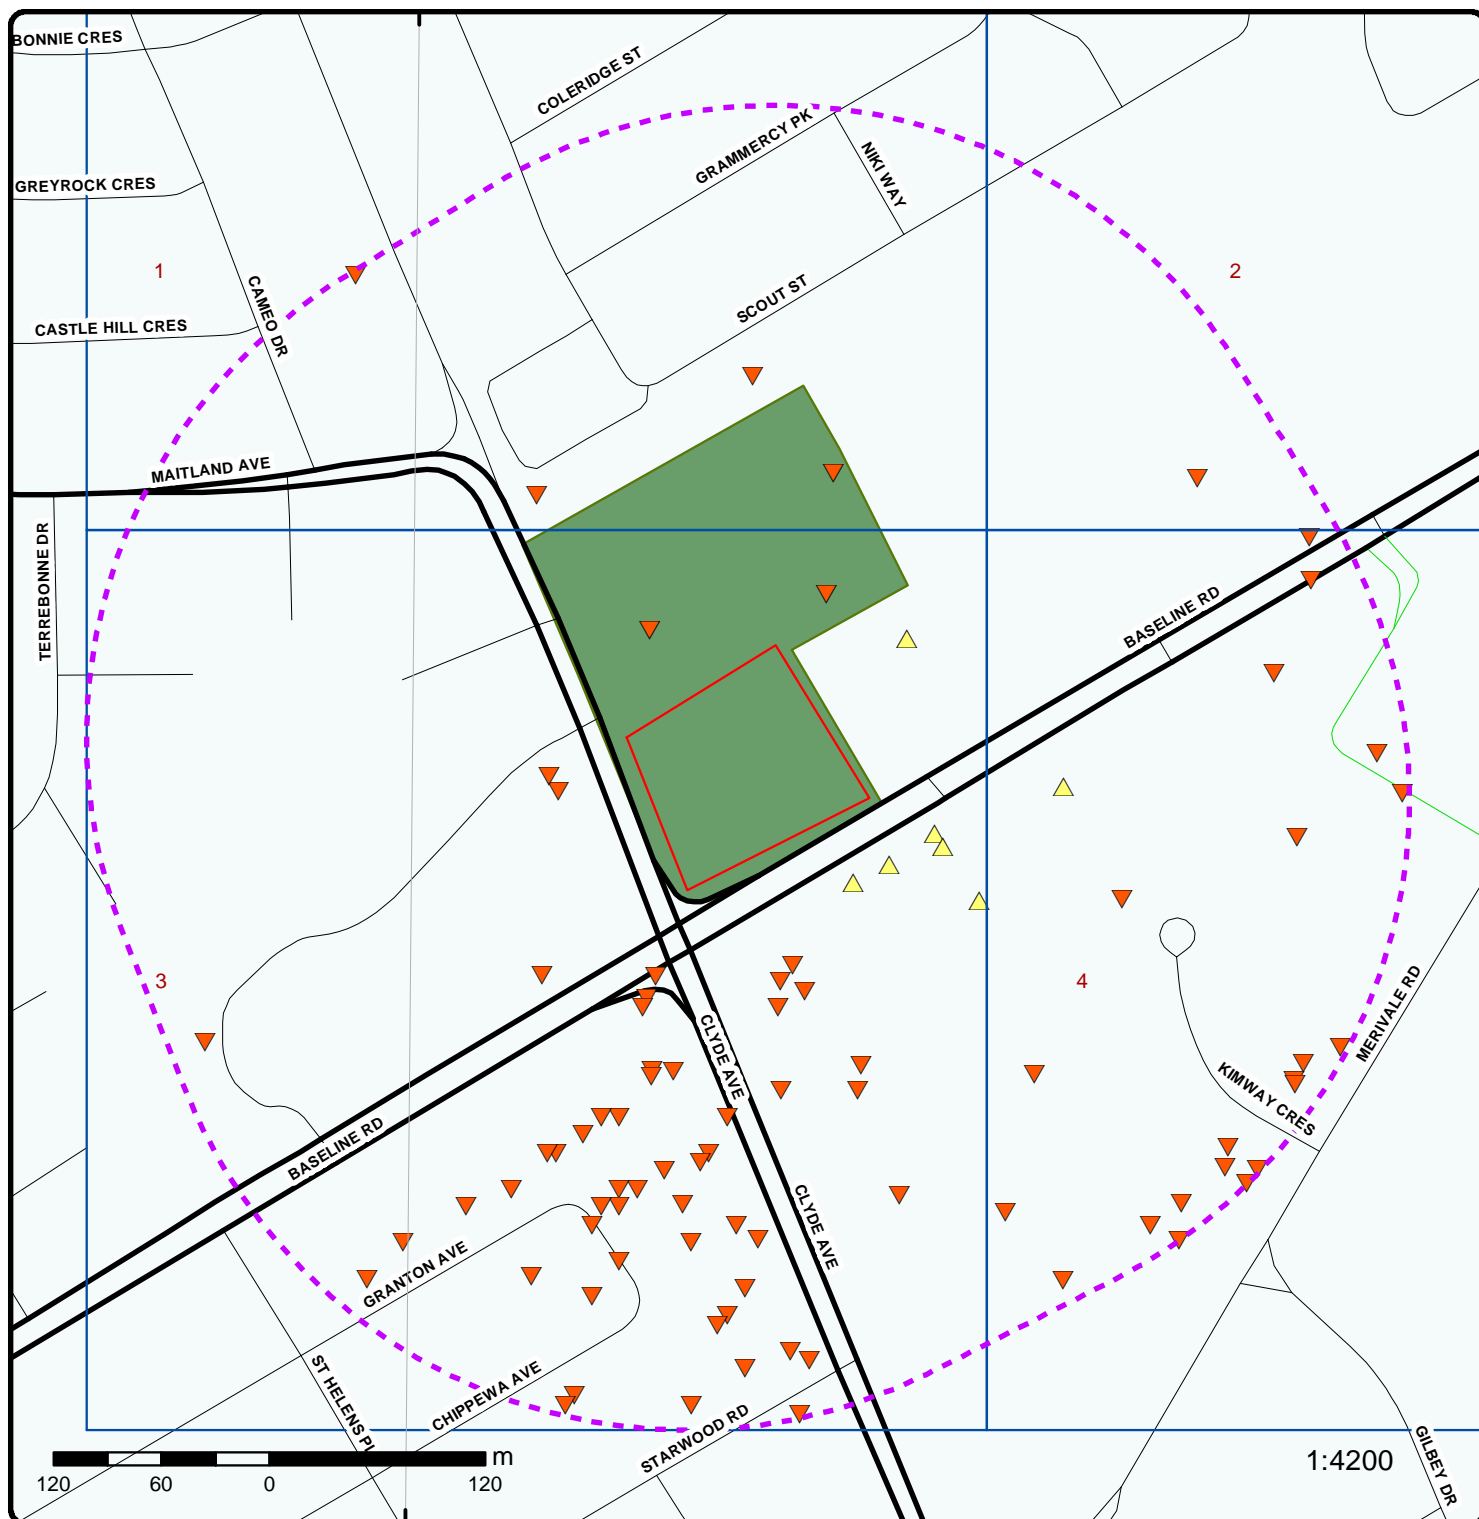 BONNIE CRES
COLERIDGE ST
GRAMMERCY PK
NIKI WAY
GREYROCK CRES
1
2
CAMEO DR
SCOUT ST
CASTLE HILL CRES
MAITLAND AVE
TERREBONNE DR
BASELINE RD
3
4
MERIVALE RD
CLYDE AVE
KIMWAY CRES
BASELINE RD
CLYDE AVE
GRANTON AVE
ST HELENS PL
CHIPPEWA AVE
STARWOOD RD
GILBEY DR
m
1:4200
120 60 0 120